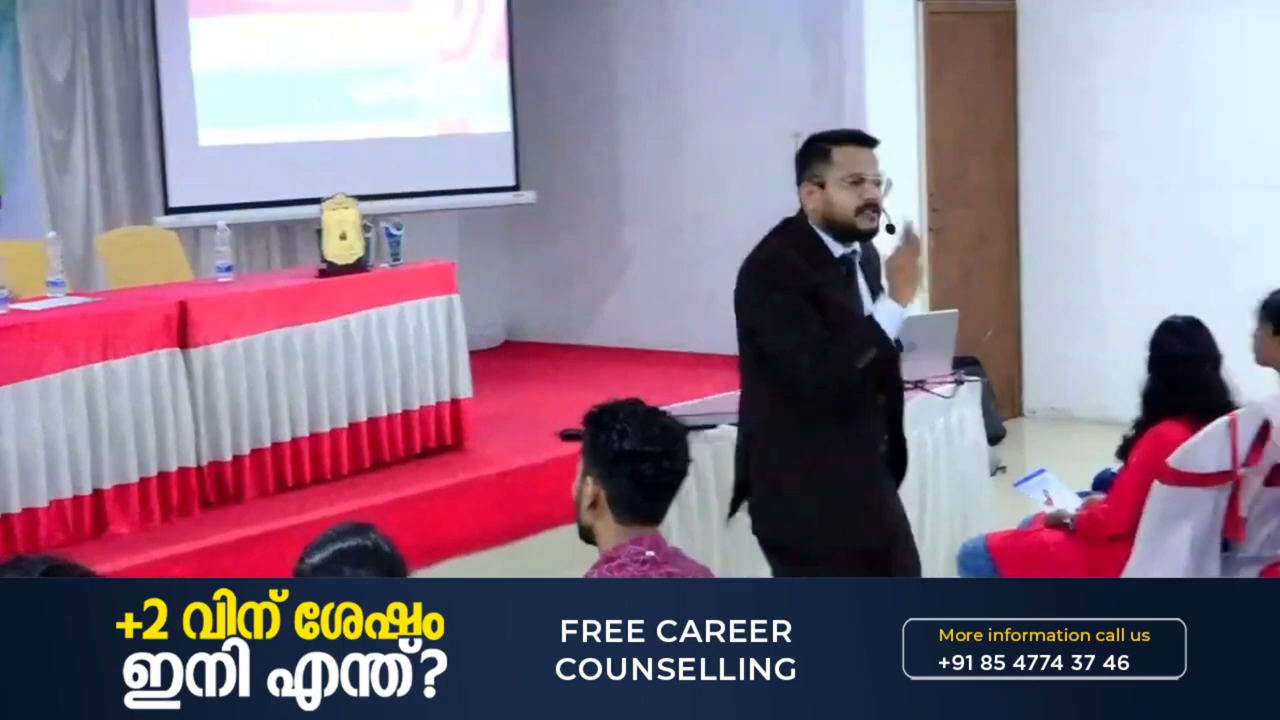 +2 വിന് ശേഷം
ഇനി എന്ത്?
FREE CAREER
COUNSELLING
More information call us
+91 85 4774 37 46